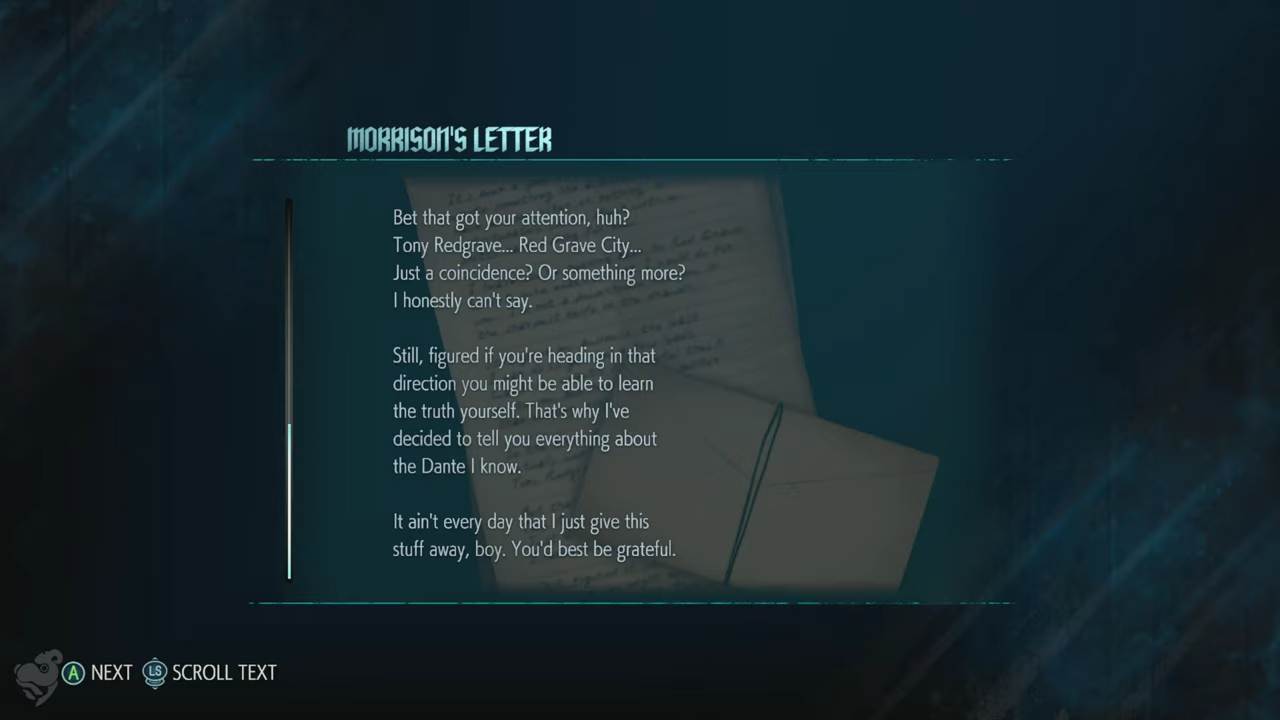 MORRISON'S LETTER
Bet that got your attention, huh?
Tony Redgrave... Red Grave City...
Just a coincidence? Or something more?
I honestly can't say.
Still, figured if you're heading in that
direction you might be able to learn
the truth yourself. That's why I've
decided to tell you everything about
the Dante I know.
It ain't every day that I just give this
stuff away, boy. You'd best be grateful.
A NEXT LS SCROLL TEXT